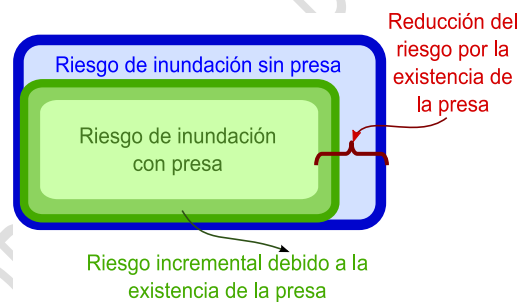 Reducción del
riesgo por la
existencia de
la presa
Riesgo de inundación sin presa
Riesgo de inundación
con presa
Riesgo incremental debido a la
existencia de la presa